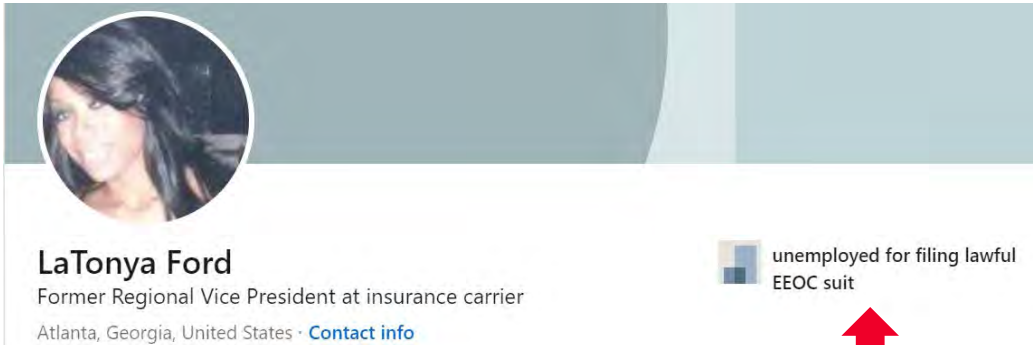 LaTonya Ford
Former Regional Vice President at insurance carrier
Atlanta, Georgia, United States · Contact info
unemployed for filing lawful
EEOC suit